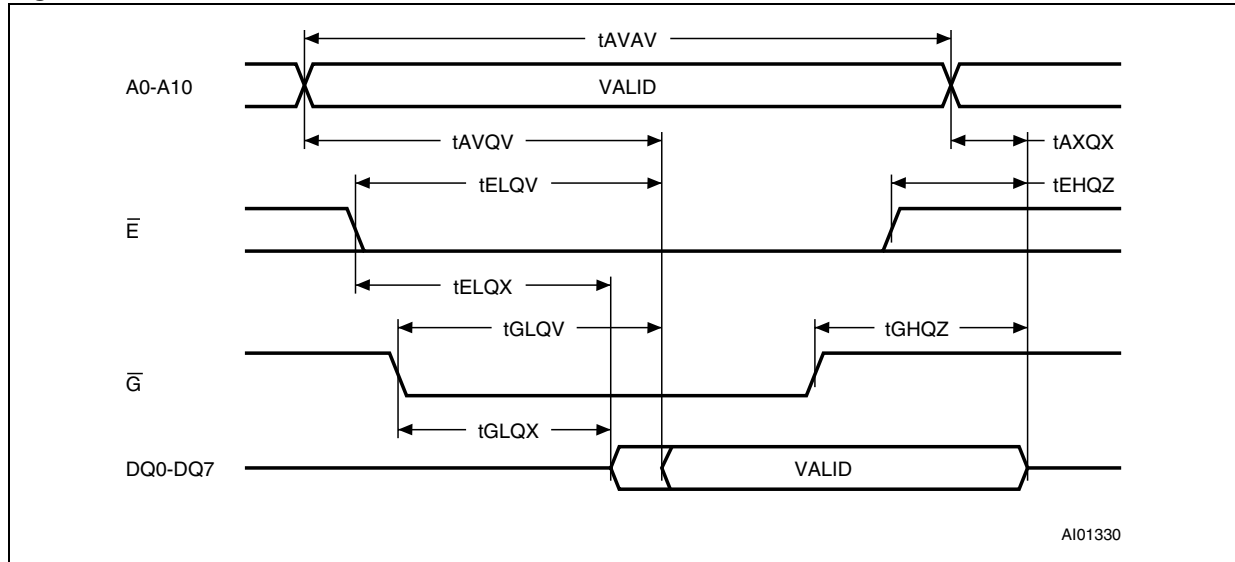 tAVAV
A0-A10
VALID
tAVQV
tAXQX
tELQV
tEHQZ
E̅
tELQX
tGLQV
tGHQZ
G̅
tGLQX
DQ0-DQ7
VALID
AI01330